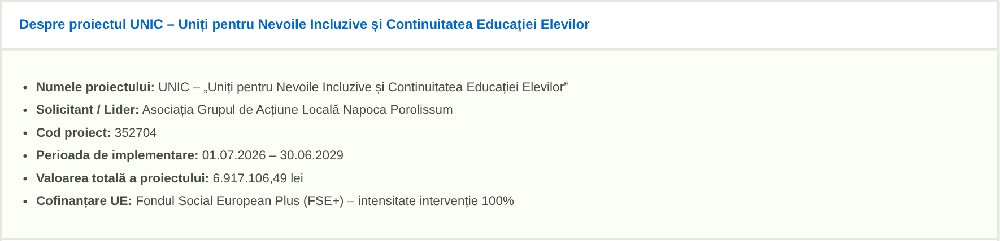 Despre proiectul UNIC – Uniți pentru Nevoile Incluzive și Continuitatea Educației Elevilor
• Numele proiectului: UNIC – „Uniți pentru Nevoile Incluzive și Continuitatea Educației Elevilor”
• Solicitant / Lider: Asociația Grupul de Acțiune Locală Napoca Porolissum
• Cod proiect: 352704
• Perioada de implementare: 01.07.2026 – 30.06.2029
• Valoarea totală a proiectului: 6.917.106,49 lei
• Cofinanțare UE: Fondul Social European Plus (FSE+) – intensitate intervenție 100%